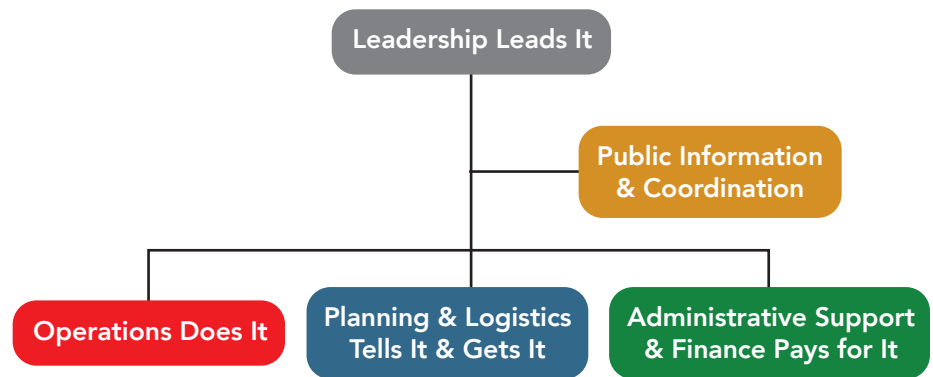 Leadership Leads It
Public Information
& Coordination
Operations Does It
Planning & Logistics
Tells It & Gets It
Administrative Support
& Finance Pays for It